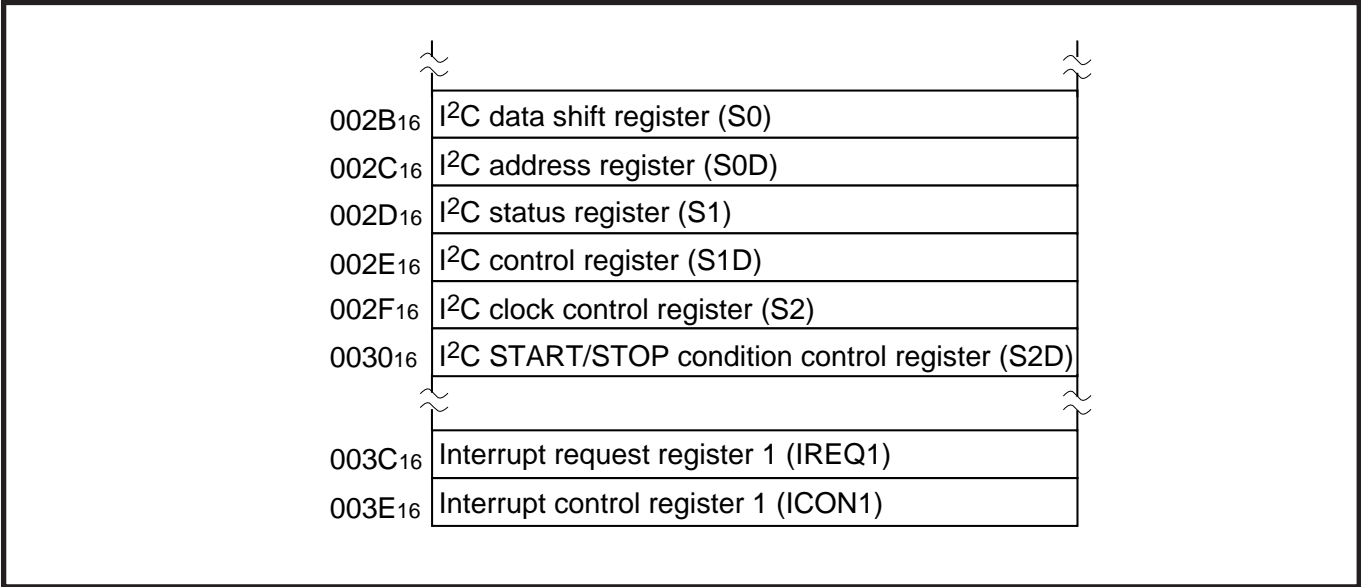 002B16 I2C data shift register (S0)
002C16 I2C address register (S0D)
002D16 I2C status register (S1)
002E16 I2C control register (S1D)
002F16 I2C clock control register (S2)
003016 I2C START/STOP condition control register (S2D)
003C16 Interrupt request register 1 (IREQ1)
003E16 Interrupt control register 1 (ICON1)